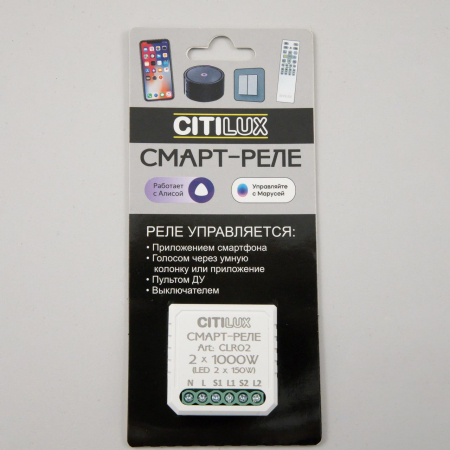 CITILUX
СМАРТ-РЕЛЕ
Работает
с Алисой
Управляйте
с Марусей
РЕЛЕ УПРАВЛЯЕТСЯ:
• Приложением смартфона
• Голосом через умную
колонку или приложение
• Пультом ДУ
• Выключателем
CITILUX
СМАРТ-РЕЛЕ
Art: CLR02
2 x 1000W
(LED 2 x 150W)
N L S1 L1 S2 L2